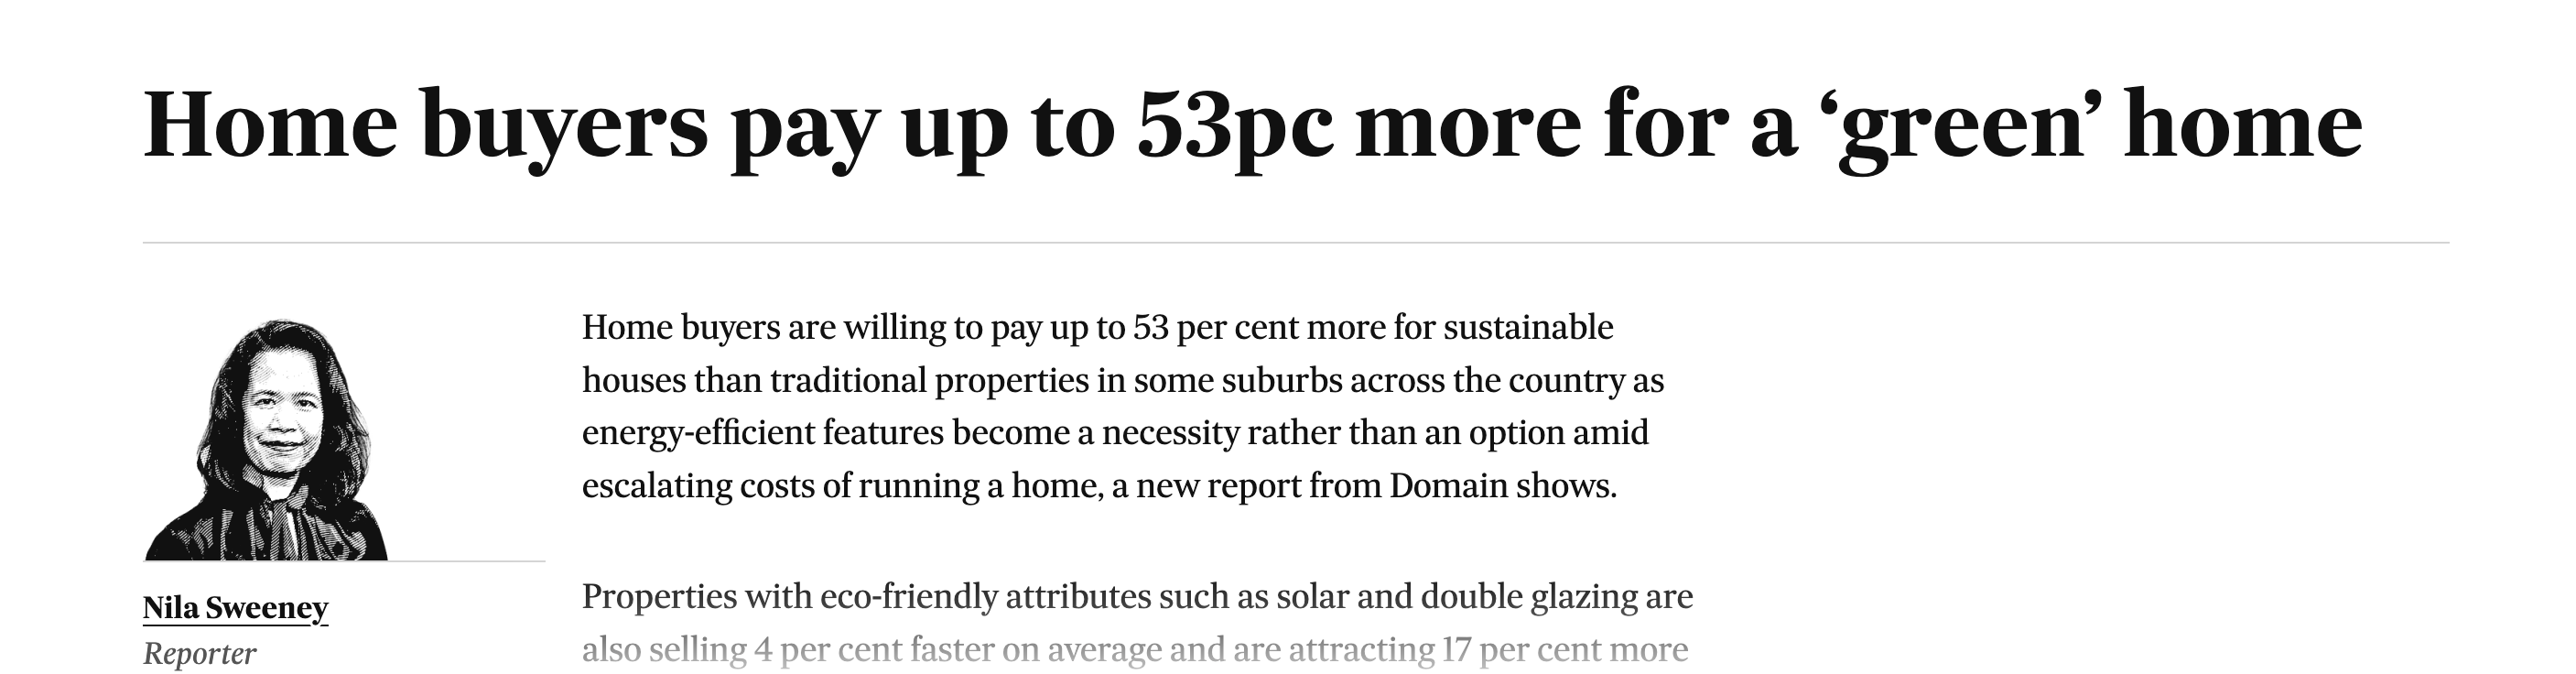 Home buyers pay up to 53pc more for a ‘green’ home
Nila Sweeney
Reporter
Home buyers are willing to pay up to 53 per cent more for sustainable
houses than traditional properties in some suburbs across the country as
energy-efficient features become a necessity rather than an option amid
escalating costs of running a home, a new report from Domain shows.
Properties with eco-friendly attributes such as solar and double glazing are
also selling 4 per cent faster on average and are attracting 17 per cent more